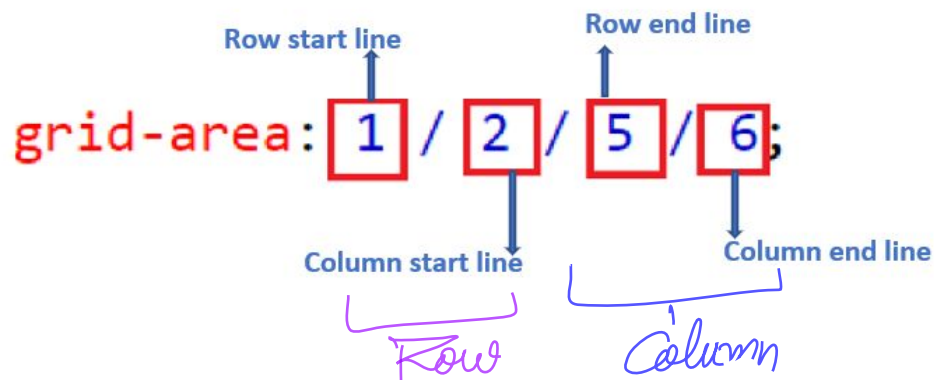 Row start line
Row end line
grid-area: 1 / 2 / 5 / 6;
Column start line
Column end line
Row
Column